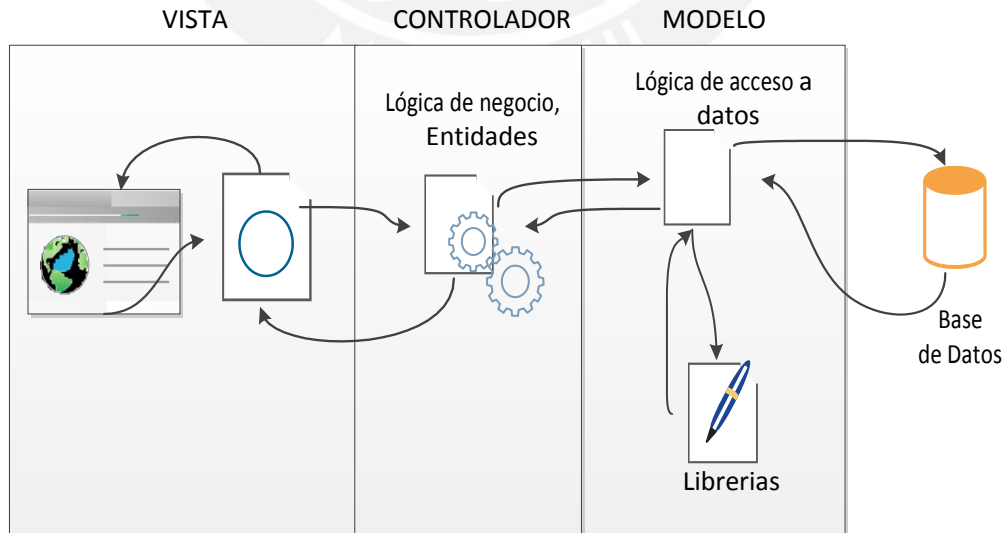 VISTA
CONTROLADOR
MODELO
Lógica de negocio,
Entidades
Lógica de acceso a
datos
Base
de Datos
Librerias